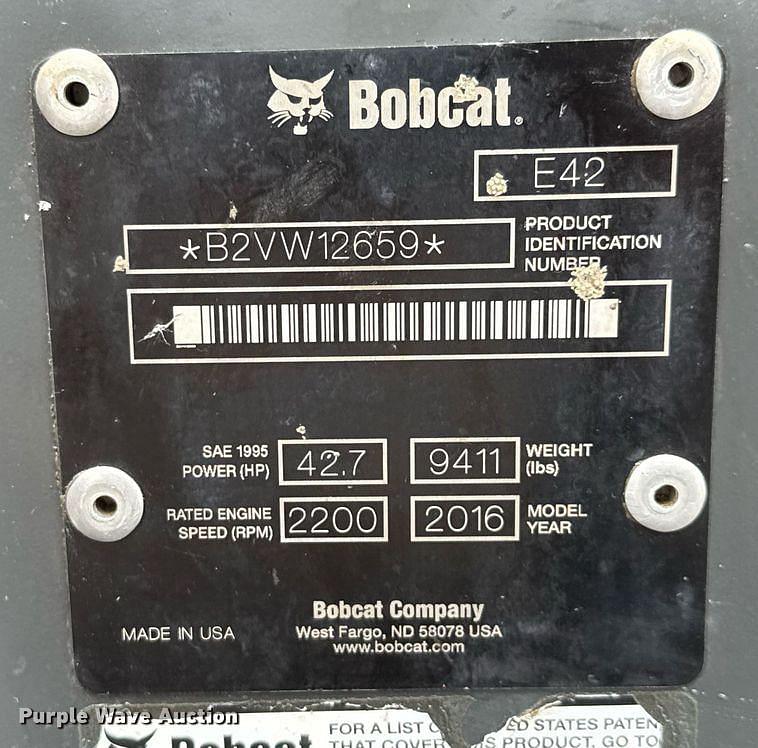 Bobcat®
E42
*B2VW12659*
PRODUCT
IDENTIFICATION
NUMBER
SAE 1995
POWER (HP)
42.7
9411
WEIGHT
(lbs)
RATED ENGINE
SPEED (RPM)
2200
2016
MODEL
YEAR
Bobcat Company
MADE IN USA
West Fargo, ND 58078 USA
www.bobcat.com
Purple Wave Auction
FOR A LIST
STATES
Bobcat
THAT
PRODUCT, GO TO